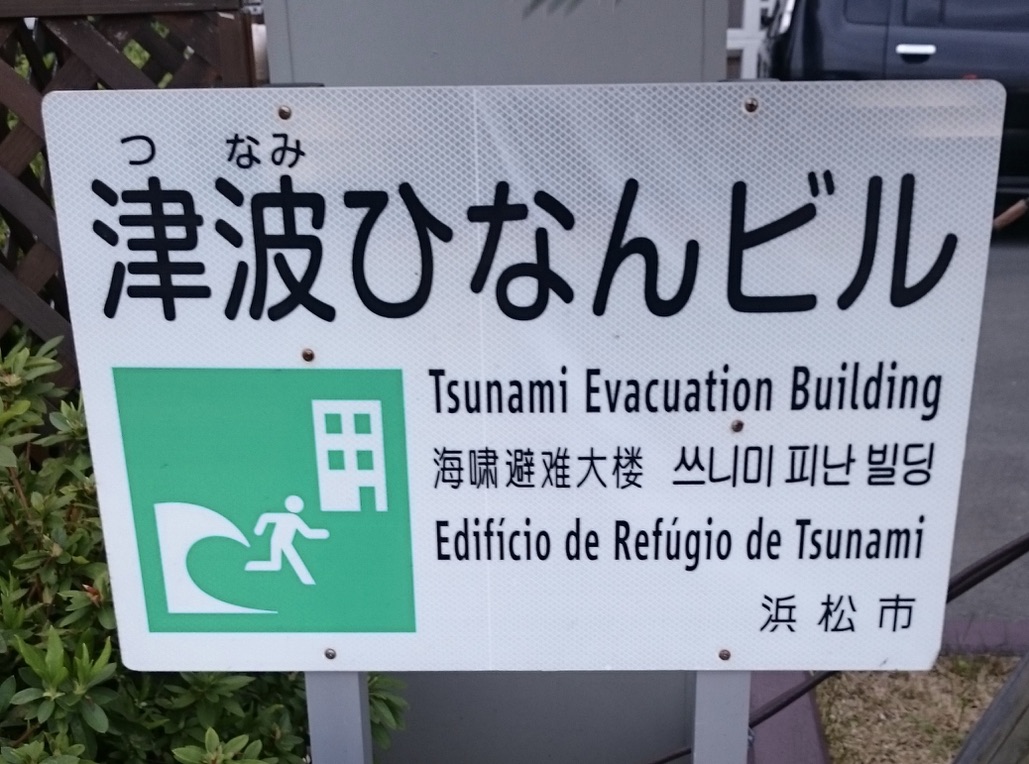 つ なみ
津波ひなんビル
Tsunami Evacuation Building
海啸避难大楼 쓰니미 피난 빌딩
Edifício de Refúgio de Tsunami
浜松市